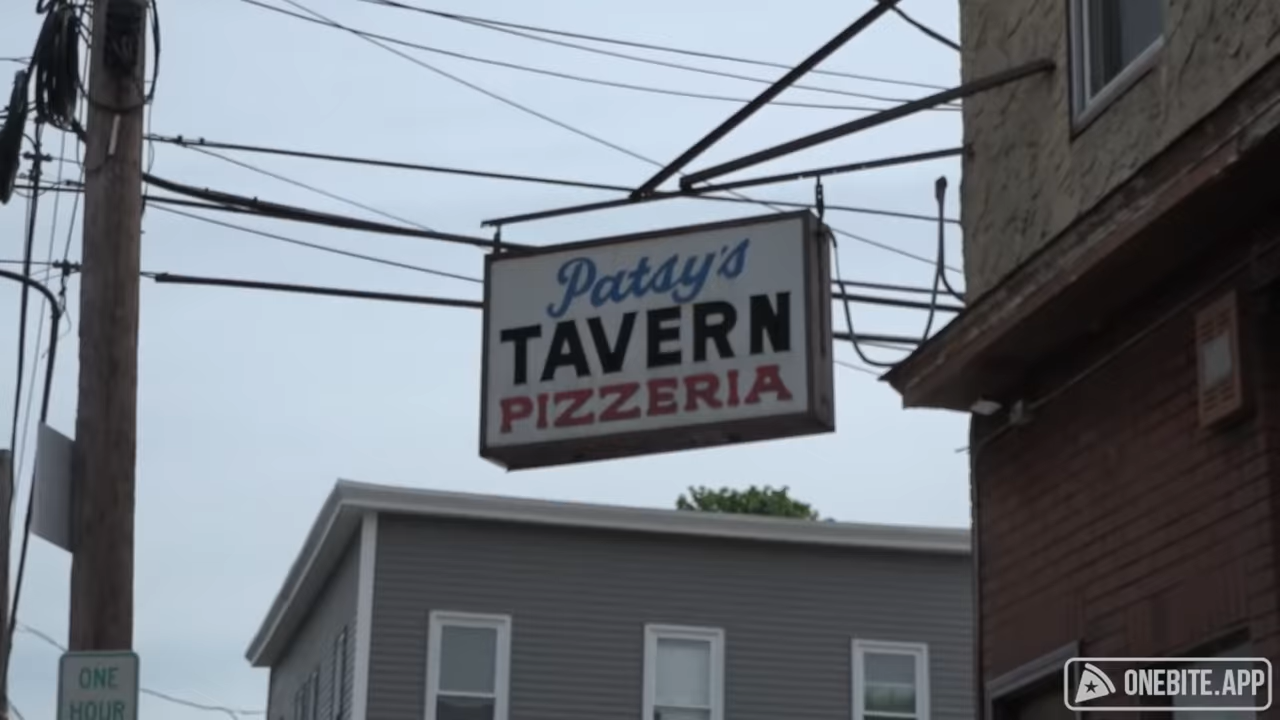 Patsy's
TAVERN
PIZZERIA
ONE
HOUR
ONEBITE.APP